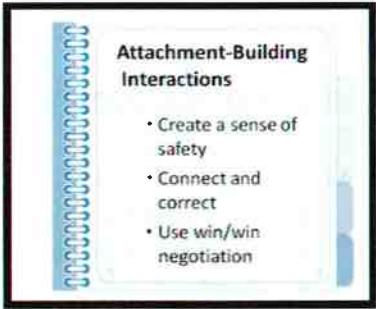 Attachment-Building
Interactions
• Create a sense of
safety
• Connect and
correct
• Use win/win
negotiation